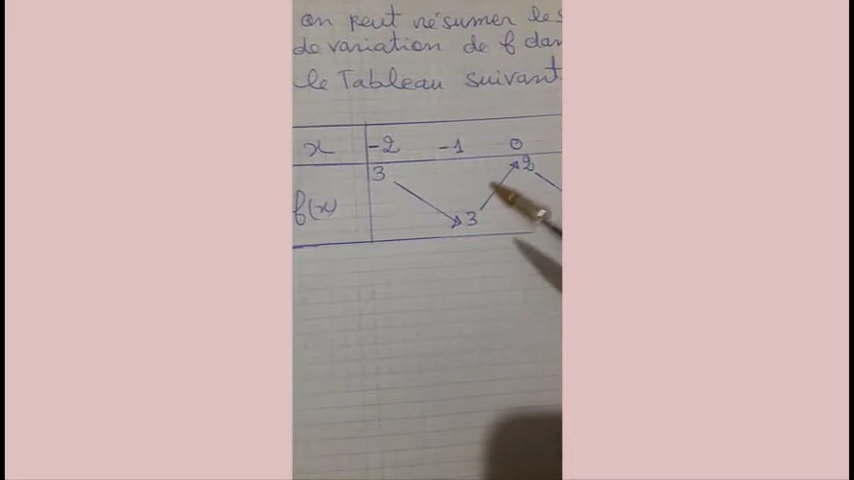 on peut résumer les
de variation de f dan
le Tableau suivant
x -2 -1 0
3 2
f(x)
3